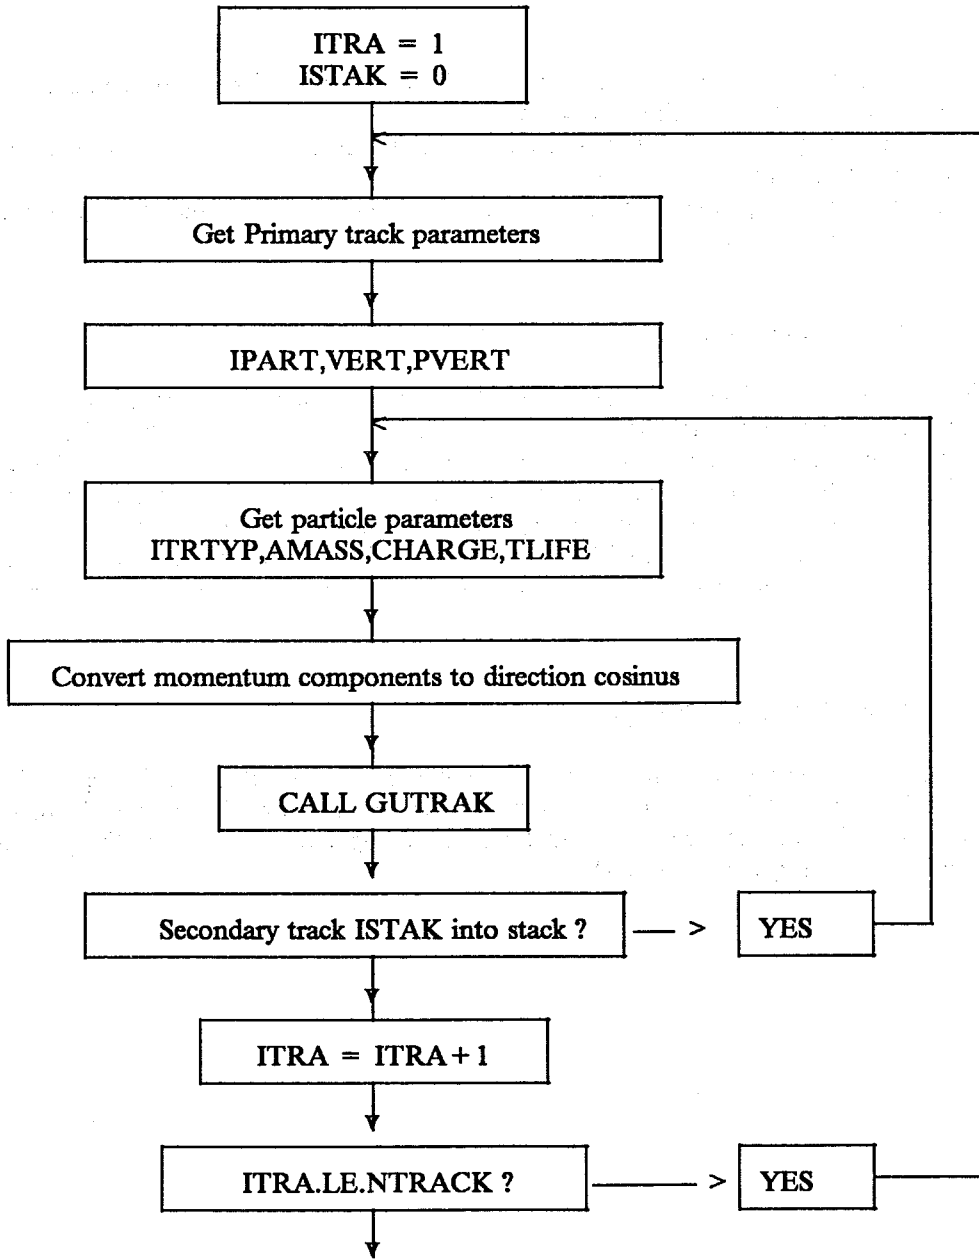 ITRA = 1
ISTAK = 0
Get Primary track parameters
IPART,VERT,PVERT
Get particle parameters
ITRTYP,AMASS,CHARGE,TLIFE
Convert momentum components to direction cosinus
CALL GUTRAK
Secondary track ISTAK into stack ? > YES
ITRA = ITRA+1
ITRA.LE.NTRACK ? > YES